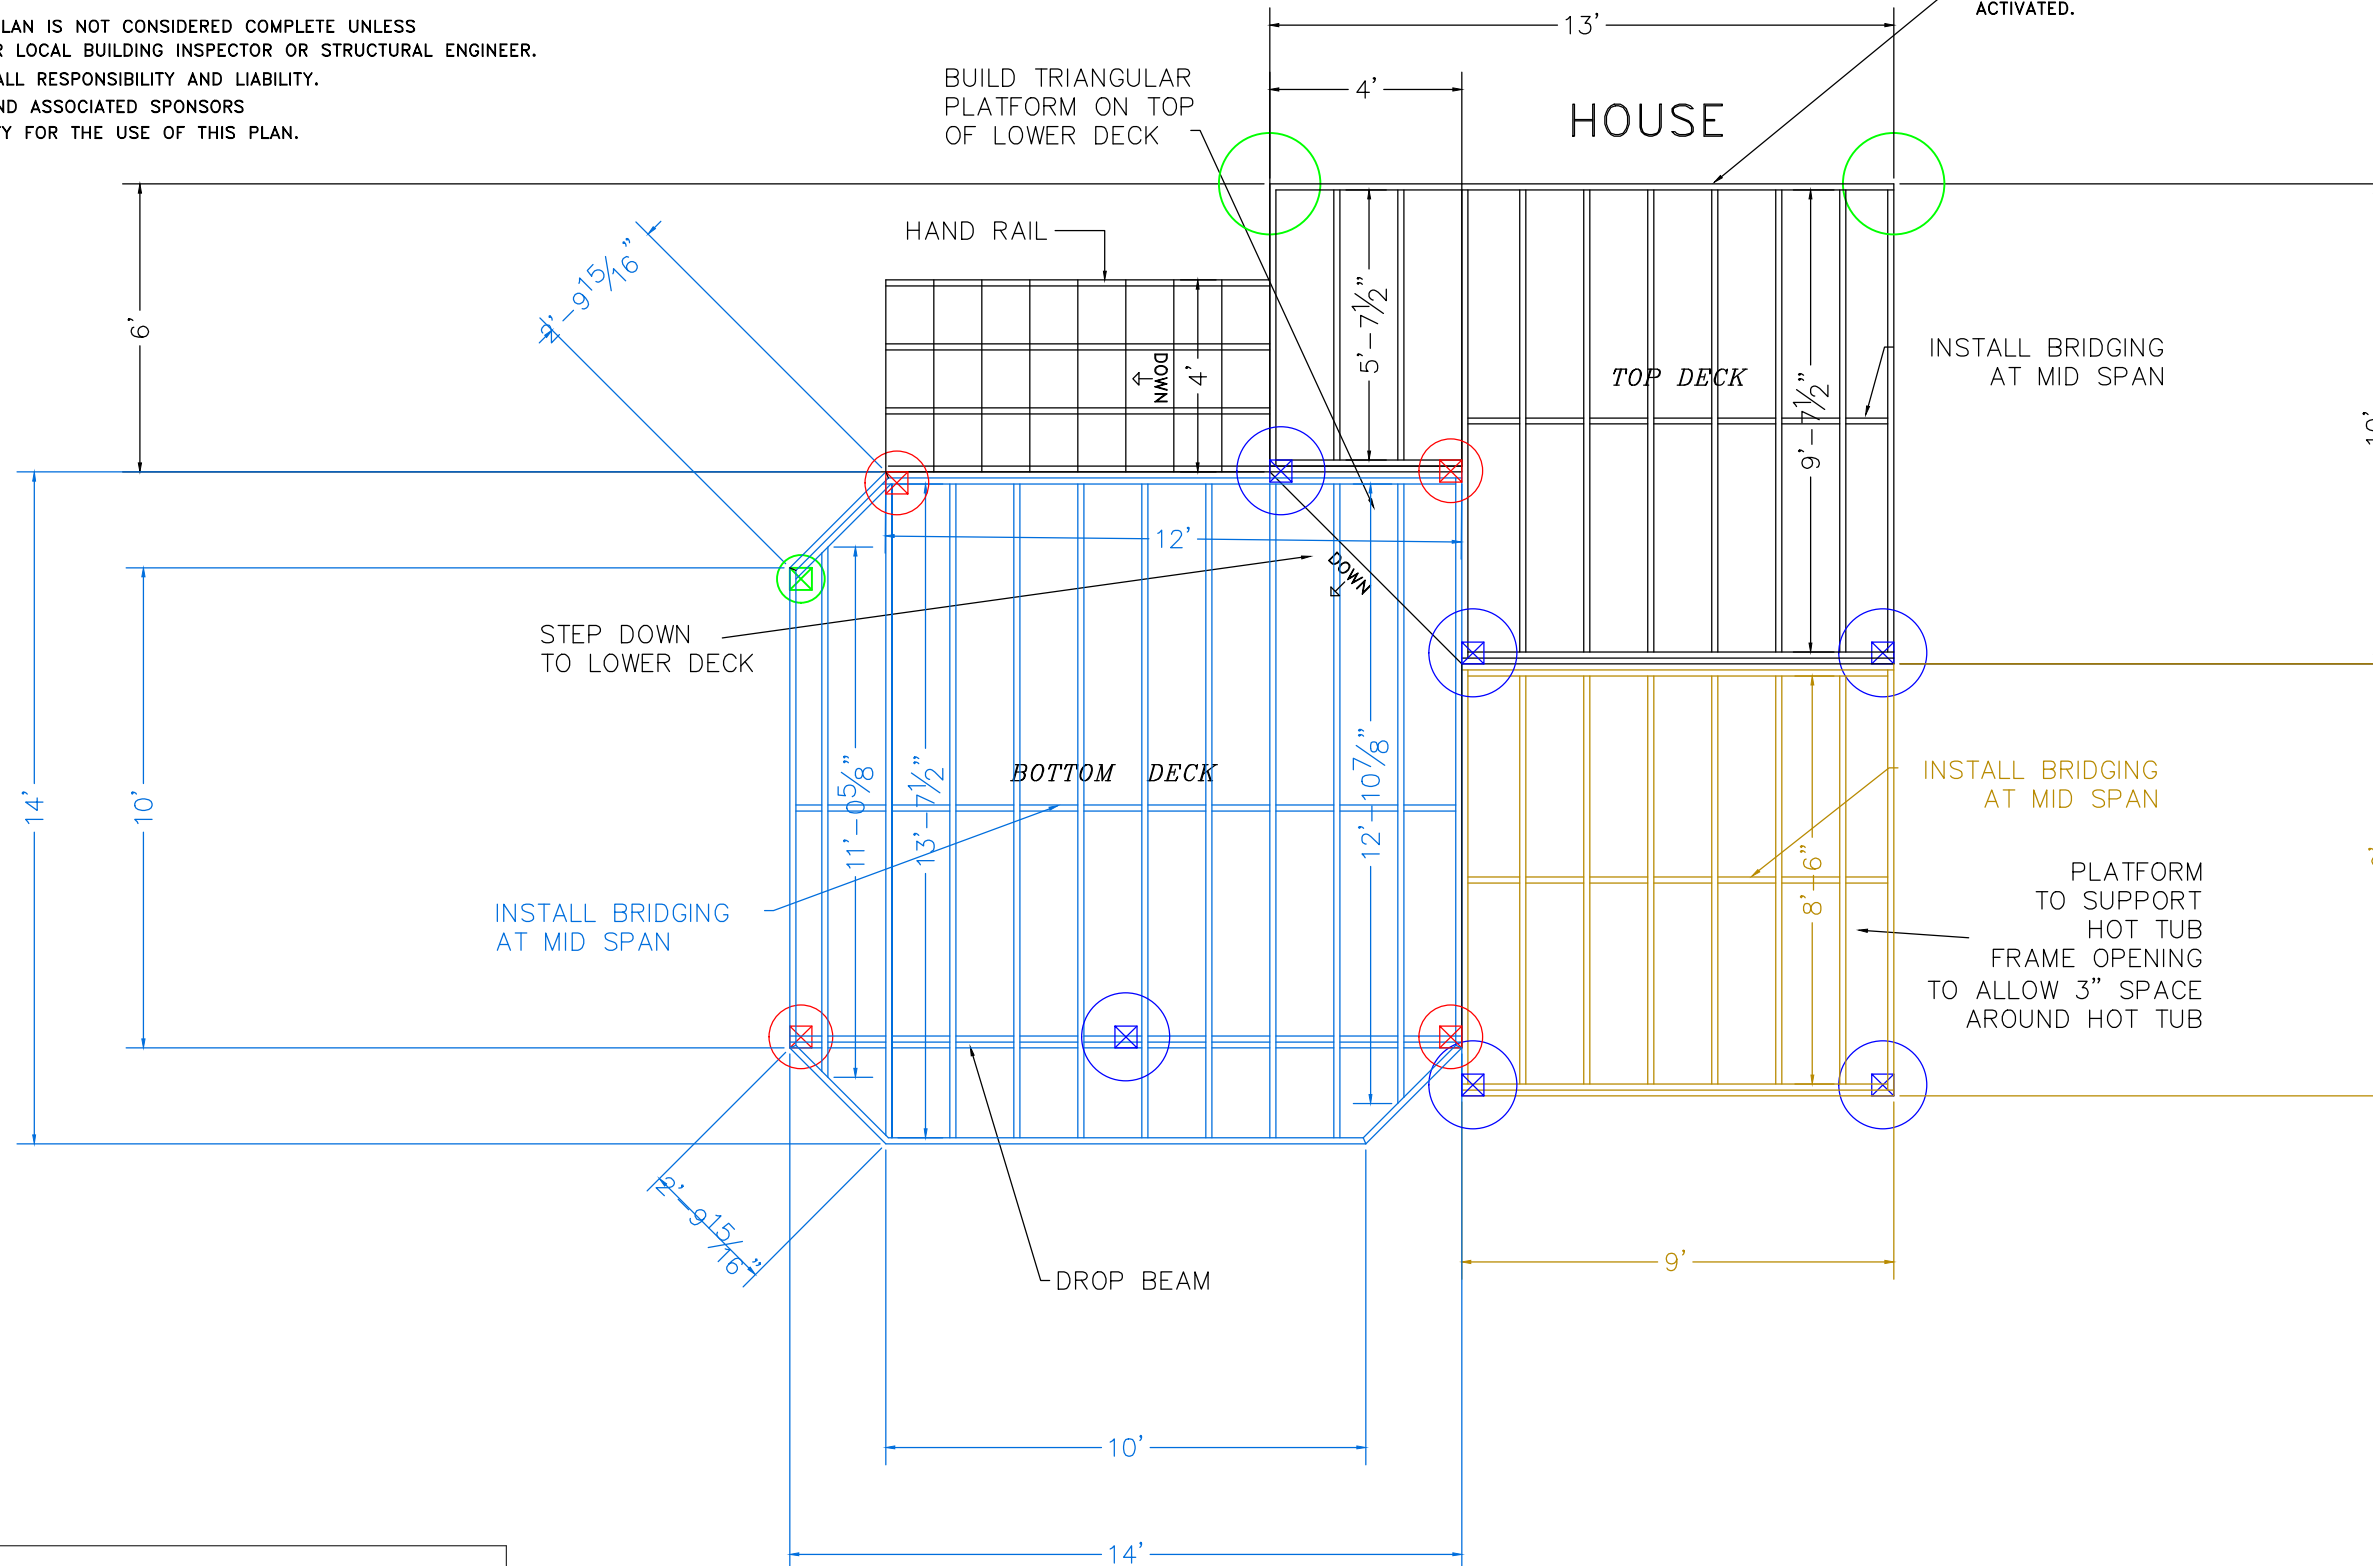 LAN IS NOT CONSIDERED COMPLETE UNLESS
R LOCAL BUILDING INSPECTOR OR STRUCTURAL ENGINEER.
ALL RESPONSIBILITY AND LIABILITY.
ND ASSOCIATED SPONSORS
Y FOR THE USE OF THIS PLAN.
ACTIVATED.
13'
4'
HOUSE
BUILD TRIANGULAR
PLATFORM ON TOP
OF LOWER DECK
HAND RAIL
2'-9 15/16"
6'
DOWN
4'
5'-7 1/2"
TOP DECK
9'-7 1/2"
INSTALL BRIDGING
AT MID SPAN
10'
12'
DOWN
STEP DOWN
TO LOWER DECK
BOTTOM DECK
14'
10'
11'-0 5/8"
13'-7 1/2"
12'-10 7/8"
INSTALL BRIDGING
AT MID SPAN
INSTALL BRIDGING
AT MID SPAN
8'-6"
PLATFORM
TO SUPPORT
HOT TUB
FRAME OPENING
TO ALLOW 3" SPACE
AROUND HOT TUB
2'-9 15/16"
DROP BEAM
9'
10'
14'